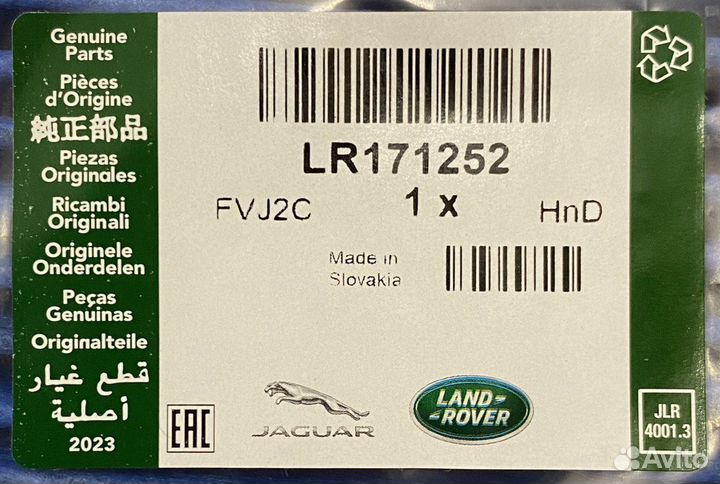 Genuine
Parts
Pièces
d'Origine
純正部品
Piezas
Originales
Ricambi
Originali
Originele
Onderdelen
Peças
Genuinas
Originalteile
قطع غيار
أصلية
2023
LR171252
FVJ2C 1 x HnD
Made in
Slovakia
EAC
JAGUAR
LAND-
-ROVER
JLR
4001.3
Avito